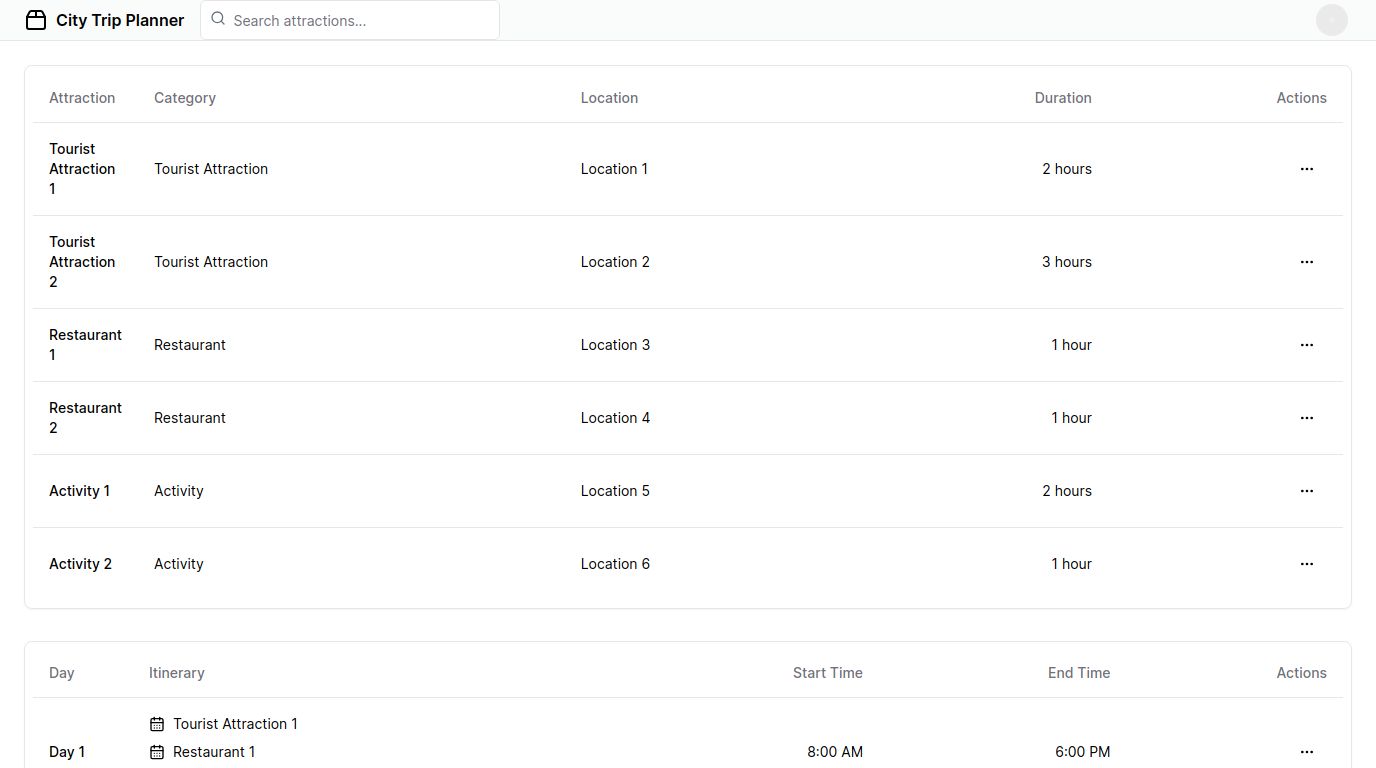 City Trip Planner
Search attractions...
Attraction Category Location Duration Actions
Tourist
Attraction
1
Tourist Attraction Location 1 2 hours
Tourist
Attraction
2
Tourist Attraction Location 2 3 hours
Restaurant
1
Restaurant Location 3 1 hour
Restaurant
2
Restaurant Location 4 1 hour
Activity 1 Activity Location 5 2 hours
Activity 2 Activity Location 6 1 hour
Day Itinerary Start Time End Time Actions
Tourist Attraction 1
Day 1 Restaurant 1 8:00 AM 6:00 PM